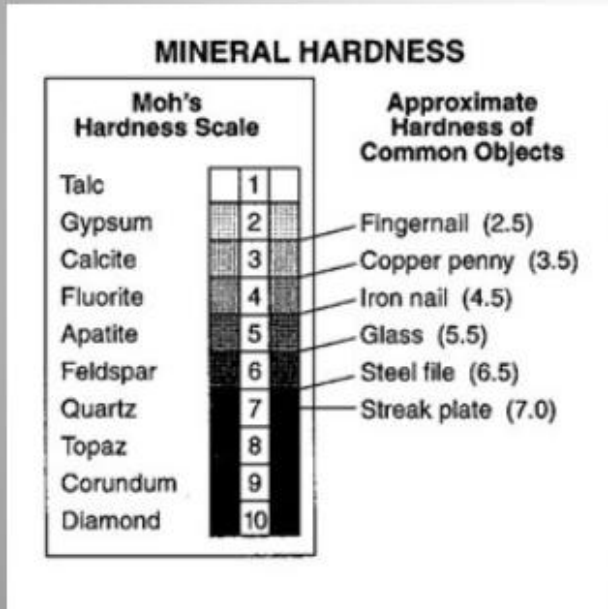 MINERAL HARDNESS
Moh's
Hardness Scale
Approximate
Hardness of
Common Objects
Talc 1
Gypsum 2
Fingernail (2.5)
Calcite 3
Copper penny (3.5)
Fluorite 4
Iron nail (4.5)
Apatite 5
Glass (5.5)
Feldspar 6
Steel file (6.5)
Quartz 7
Streak plate (7.0)
Topaz 8
Corundum 9
Diamond 10